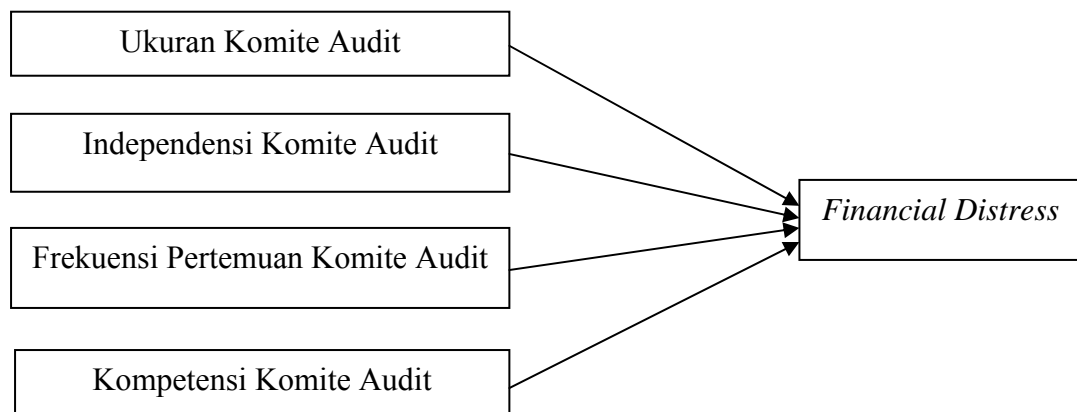 Ukuran Komite Audit
Independensi Komite Audit
Frekuensi Pertemuan Komite Audit
Kompetensi Komite Audit
Financial Distress